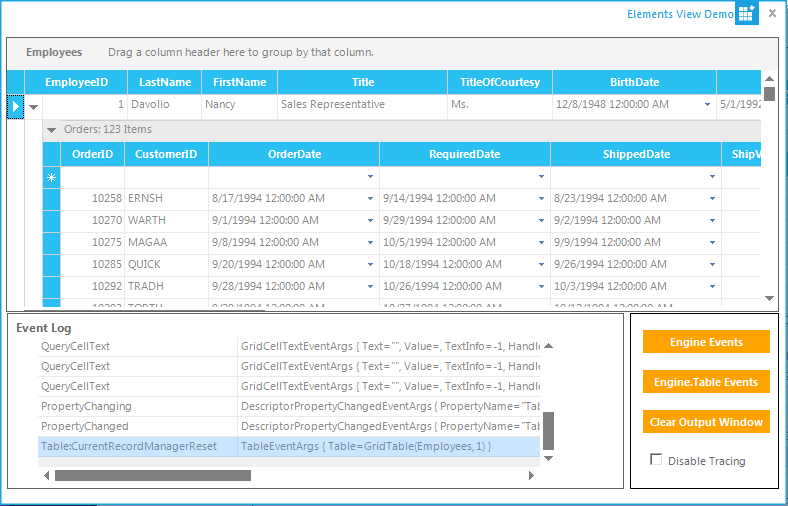 Elements View Demo
Employees Drag a column header here to group by that column.
EmployeeID LastName FirstName Title TitleOfCourtesy BirthDate
1 Davolio Nancy Sales Representative Ms. 12/8/1948 12:00:00 AM 5/1/1992
Orders: 123 Items
OrderID CustomerID OrderDate RequiredDate ShippedDate ShipV
10258 ERNSH 8/17/1994 12:00:00 AM 9/14/1994 12:00:00 AM 8/23/1994 12:00:00 AM
10270 WARTH 9/1/1994 12:00:00 AM 9/29/1994 12:00:00 AM 9/2/1994 12:00:00 AM
10275 MAGAA 9/8/1994 12:00:00 AM 10/5/1994 12:00:00 AM 9/9/1994 12:00:00 AM
10285 QUICK 9/20/1994 12:00:00 AM 10/18/1994 12:00:00 AM 9/26/1994 12:00:00 AM
10292 TRADH 9/28/1994 12:00:00 AM 10/26/1994 12:00:00 AM 10/3/1994 12:00:00 AM
Event Log
QueryCellText GridCellTextEventArgs { Text="", Value=, TextInfo=-1, Handle
QueryCellText GridCellTextEventArgs { Text="", Value=, TextInfo=-1, Handle
QueryCellText GridCellTextEventArgs { Text="", Value=, TextInfo=-1, Handle
PropertyChanging DescriptorPropertyChangedEventArgs { PropertyName="Tab
PropertyChanged DescriptorPropertyChangedEventArgs { PropertyName="Tab
Table:CurrentRecordManagerReset TableEventArgs { Table=GridTable(Employees,1) }
Engine Events
Engine.Table Events
Clear Output Window
Disable Tracing